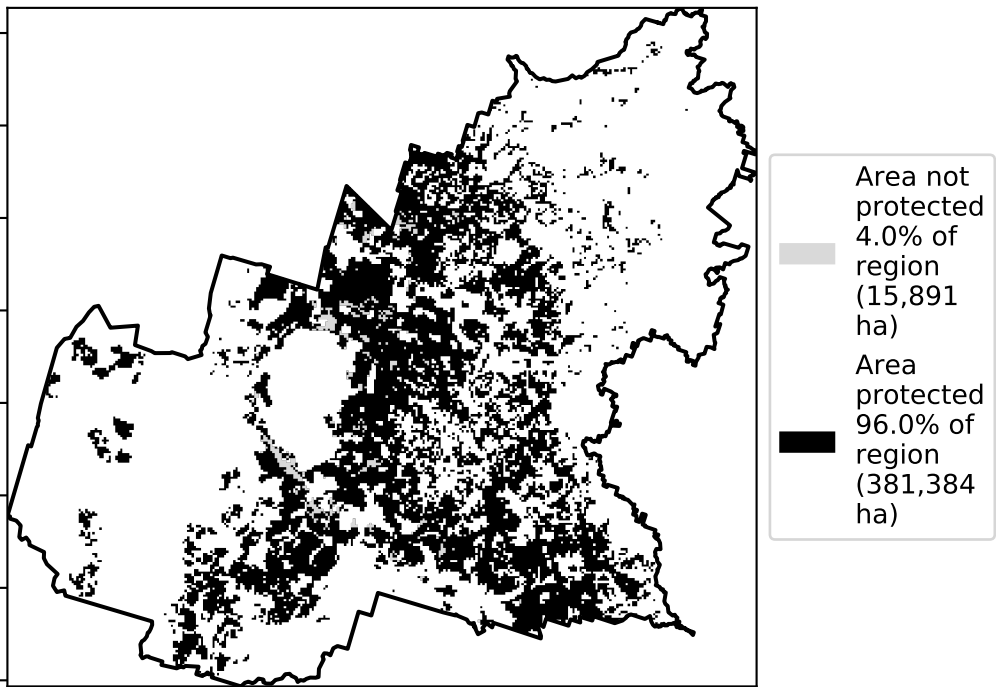 Area not
protected
4.0% of
region
(15,891
ha)
Area
protected
96.0% of
region
(381,384
ha)